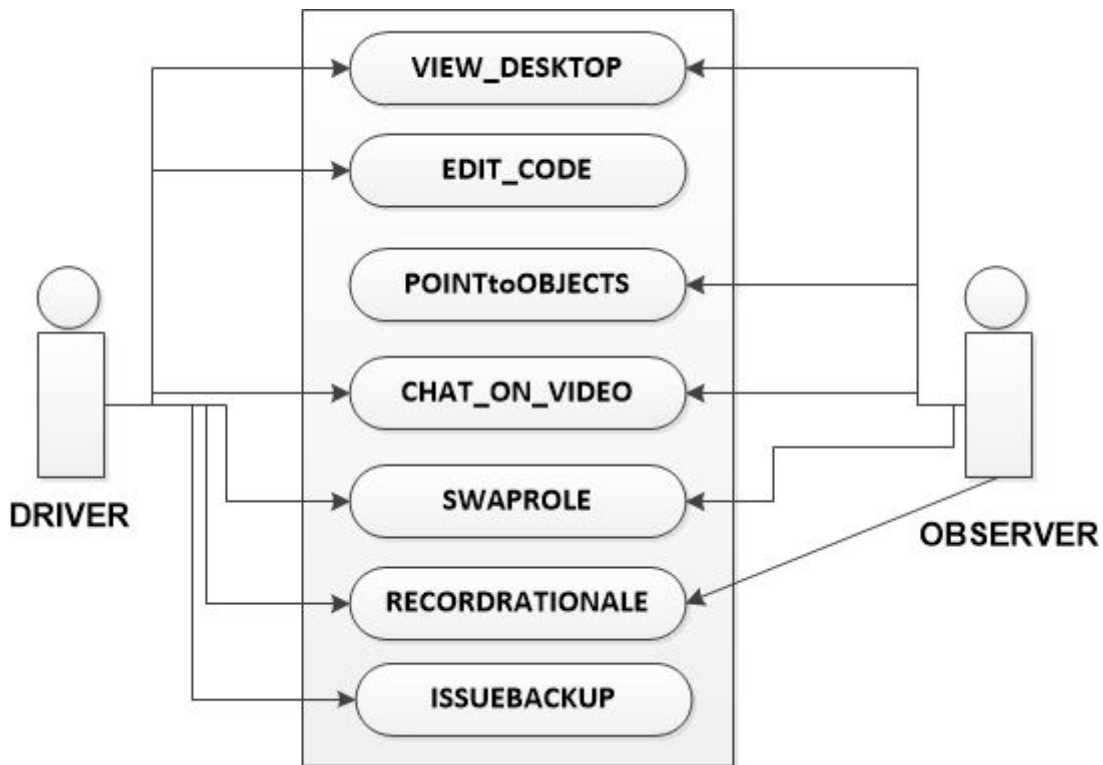 VIEW_DESKTOP
EDIT_CODE
POINTtoOBJECTS
CHAT_ON_VIDEO
SWAPROLE
RECORDRATIONALE
ISSUEBACKUP
DRIVER
OBSERVER